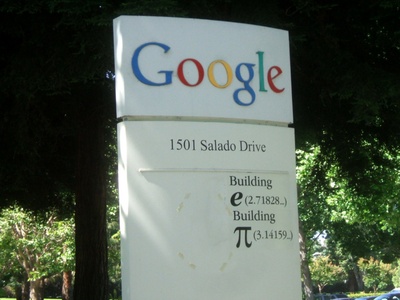 Google
1501 Salado Drive
Building
e (2.71828..)
Building
π (3.14159..)